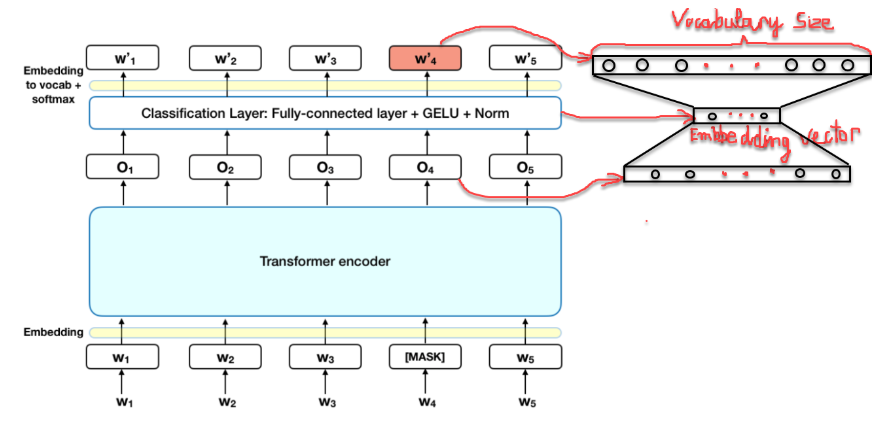 Vocabulary Size
w'1 w'2 w'3 w'4 w'5
Embedding
to vocab +
softmax
Classification Layer: Fully-connected layer + GELU + Norm
Embedding vector
O1 O2 O3 O4 O5
Transformer encoder
Embedding
W1 W2 W3 [MASK] W5
W1 W2 W3 W4 W5